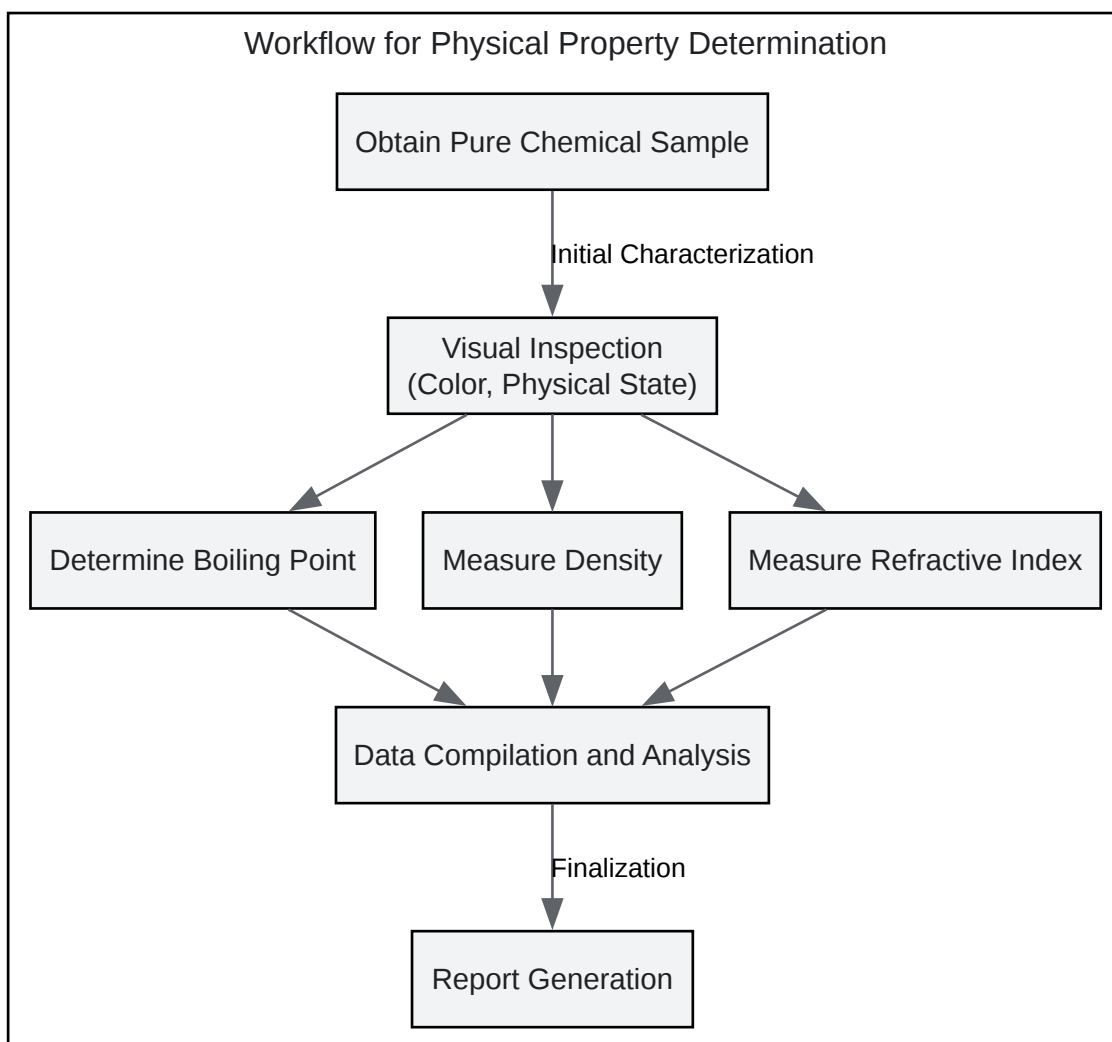 Workflow for Physical Property Determination
Obtain Pure Chemical Sample
Initial Characterization
Visual Inspection
(Color, Physical State)
Determine Boiling Point
Measure Density
Measure Refractive Index
Data Compilation and Analysis
Finalization
Report Generation